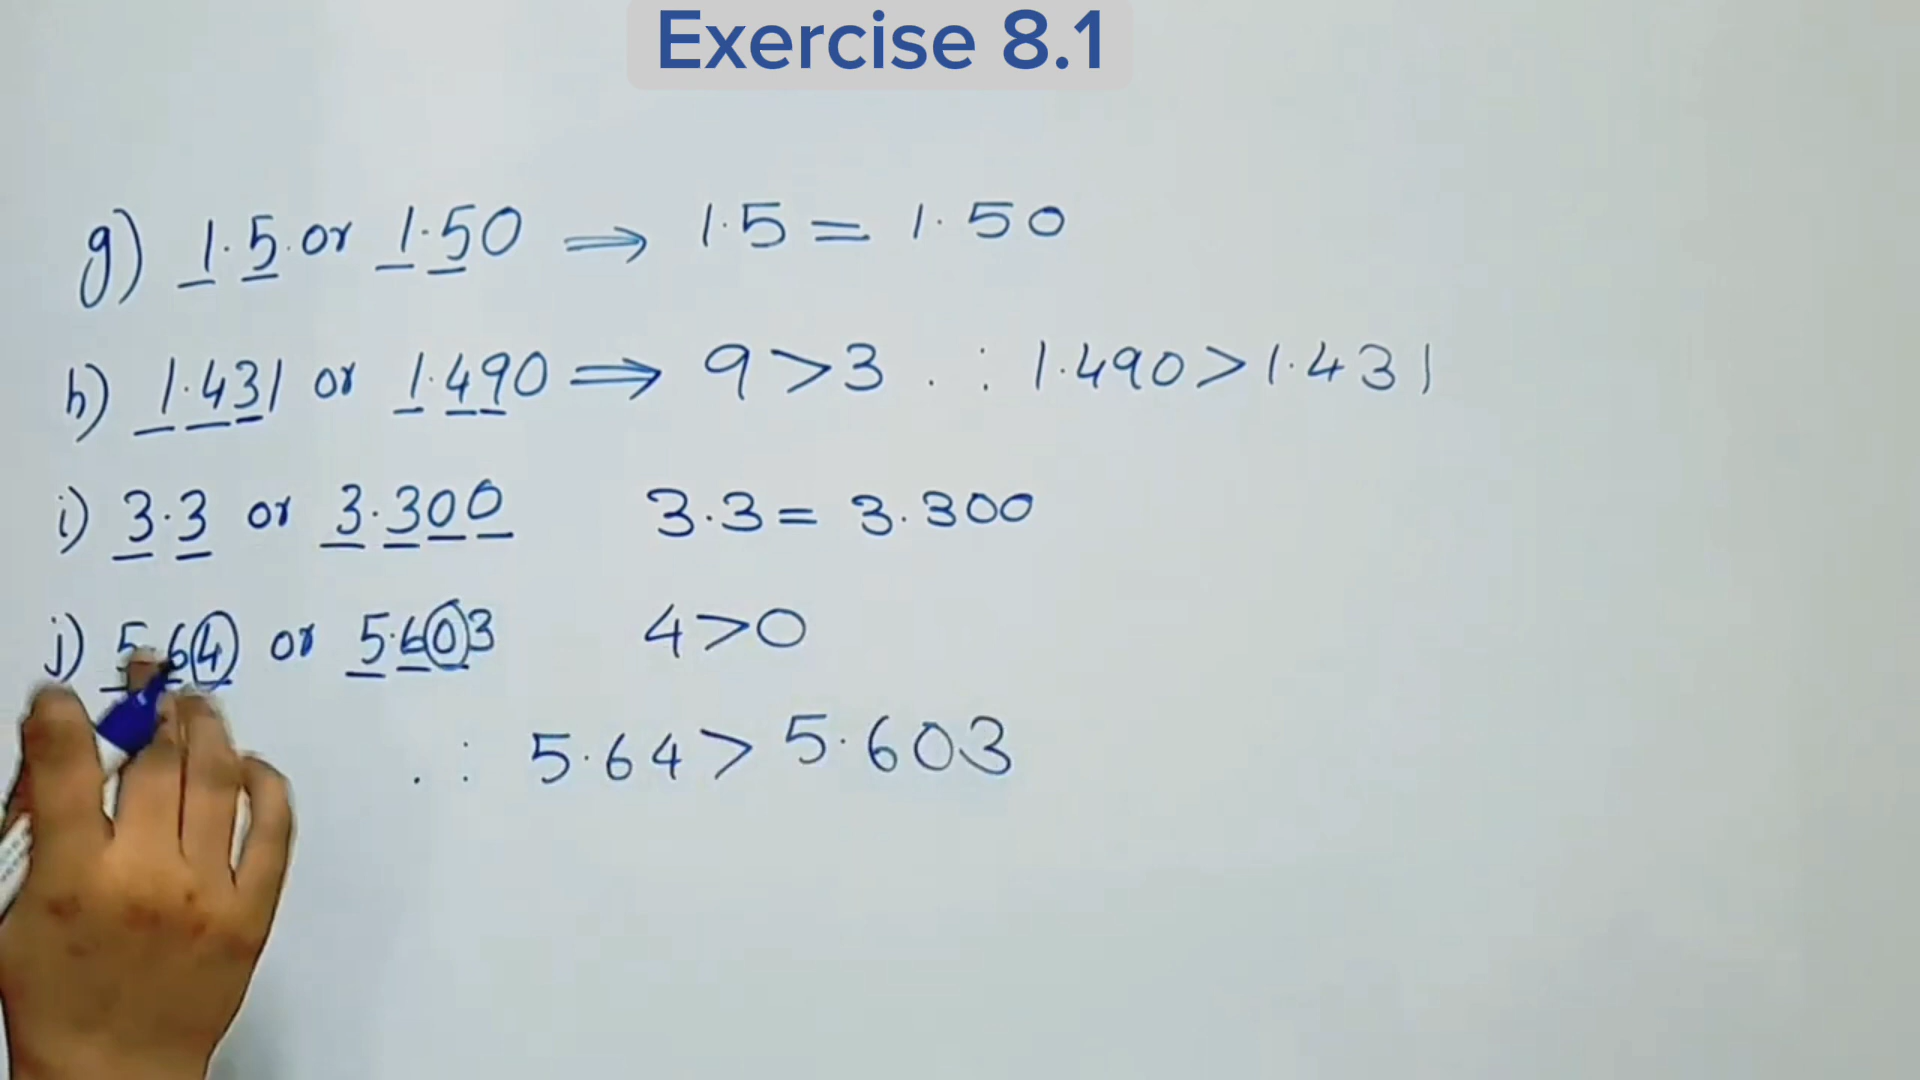 Exercise 8.1
g) 1.5 or 1.50 ⇒ 1.5 = 1.50
h) 1.431 or 1.490 ⇒ 9 > 3 ∴ 1.490 > 1.431
i) 3.3 or 3.300 3.3 = 3.300
j) 5.64 or 5.603 4 > 0
∴ 5.64 > 5.603